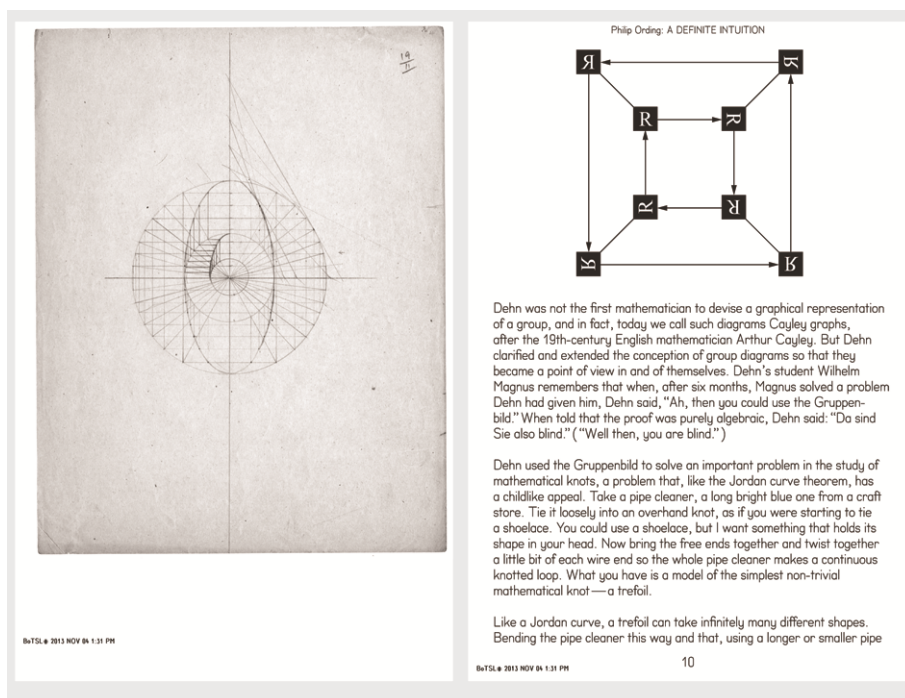 19
11
BoTSL# 2013 NOV 04 1:31 PM
Philip Ording: A DEFINITE INTUITION
R
R
R
R
R
R
R
R
Dehn was not the first mathematician to devise a graphical representation
of a group, and in fact, today we call such diagrams Cayley graphs,
after the 19th-century English mathematician Arthur Cayley. But Dehn
clarified and extended the conception of group diagrams so that they
became a point of view in and of themselves. Dehn's student Wilhelm
Magnus remembers that when, after six months, Magnus solved a problem
Dehn had given him, Dehn said, “Ah, then you could use the Gruppen-
bild.” When told that the proof was purely algebraic, Dehn said: “Da sind
Sie also blind.” (“Well then, you are blind.”)
Dehn used the Gruppenbild to solve an important problem in the study of
mathematical knots, a problem that, like the Jordan curve theorem, has
a childlike appeal. Take a pipe cleaner, a long bright blue one from a craft
store. Tie it loosely into an overhand knot, as if you were starting to tie
a shoelace. You could use a shoelace, but I want something that holds its
shape in your head. Now bring the free ends together and twist together
a little bit of each wire end so the whole pipe cleaner makes a continuous
knotted loop. What you have is a model of the simplest non-trivial
mathematical knot — a trefoil.
Like a Jordan curve, a trefoil can take infinitely many different shapes.
Bending the pipe cleaner this way and that, using a longer or smaller pipe
BoTSL# 2013 NOV 04 1:31 PM
10